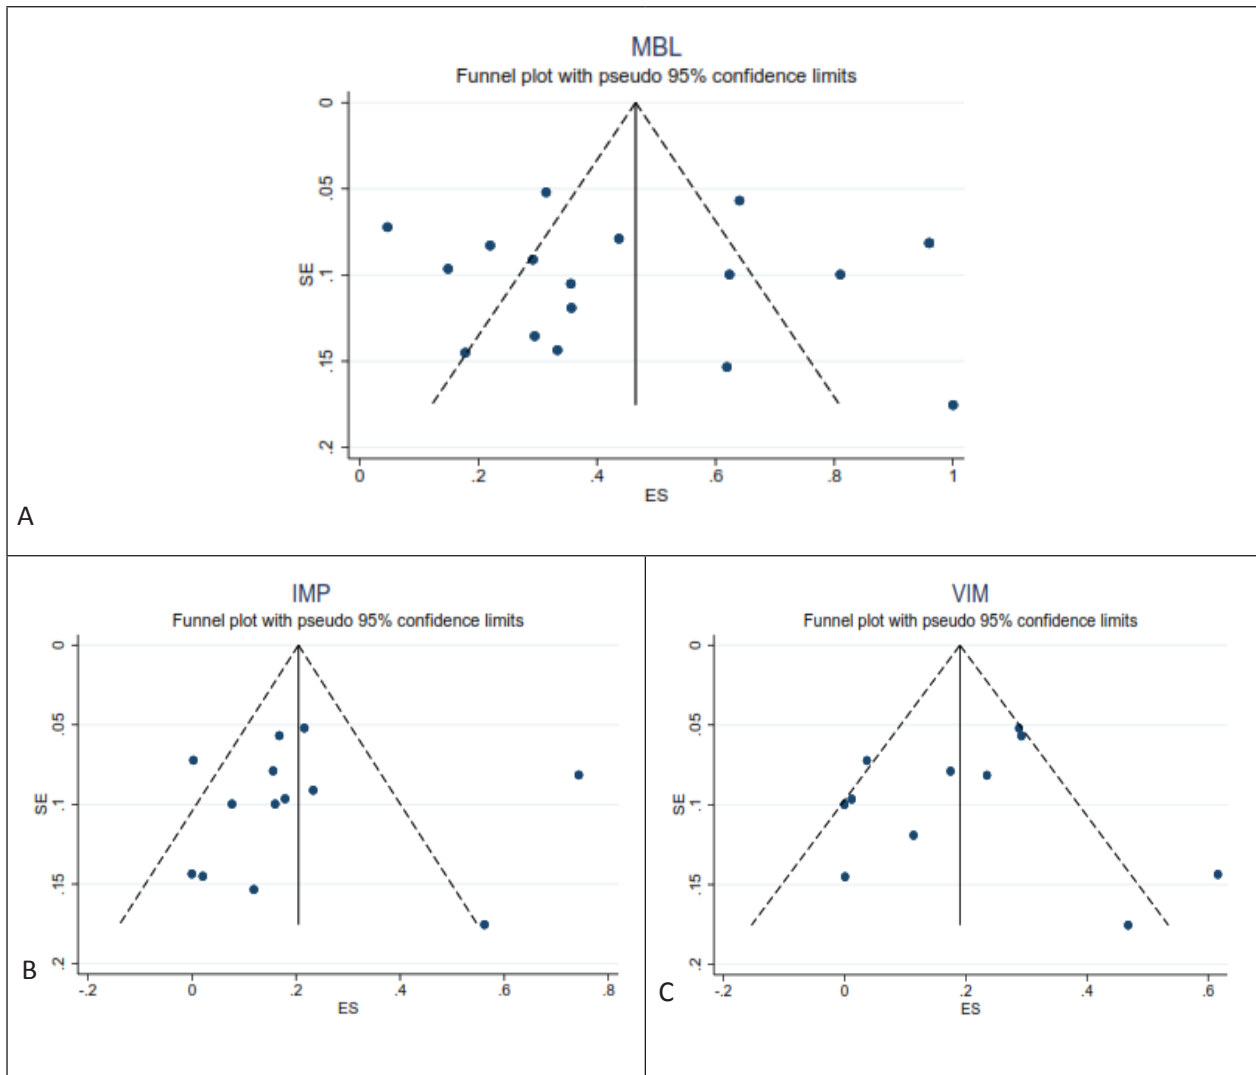 MBL
Funnel plot with pseudo 95% confidence limits
0
.05
.1
.15
.2
SE
0 .2 .4 .6 .8 1
ES
A
IMP
Funnel plot with pseudo 95% confidence limits
0
.05
.1
.15
.2
SE
-.2 0 .2 .4 .6 .8
ES
B
VIM
Funnel plot with pseudo 95% confidence limits
0
.05
.1
.15
.2
SE
-.2 0 .2 .4 .6
ES
C